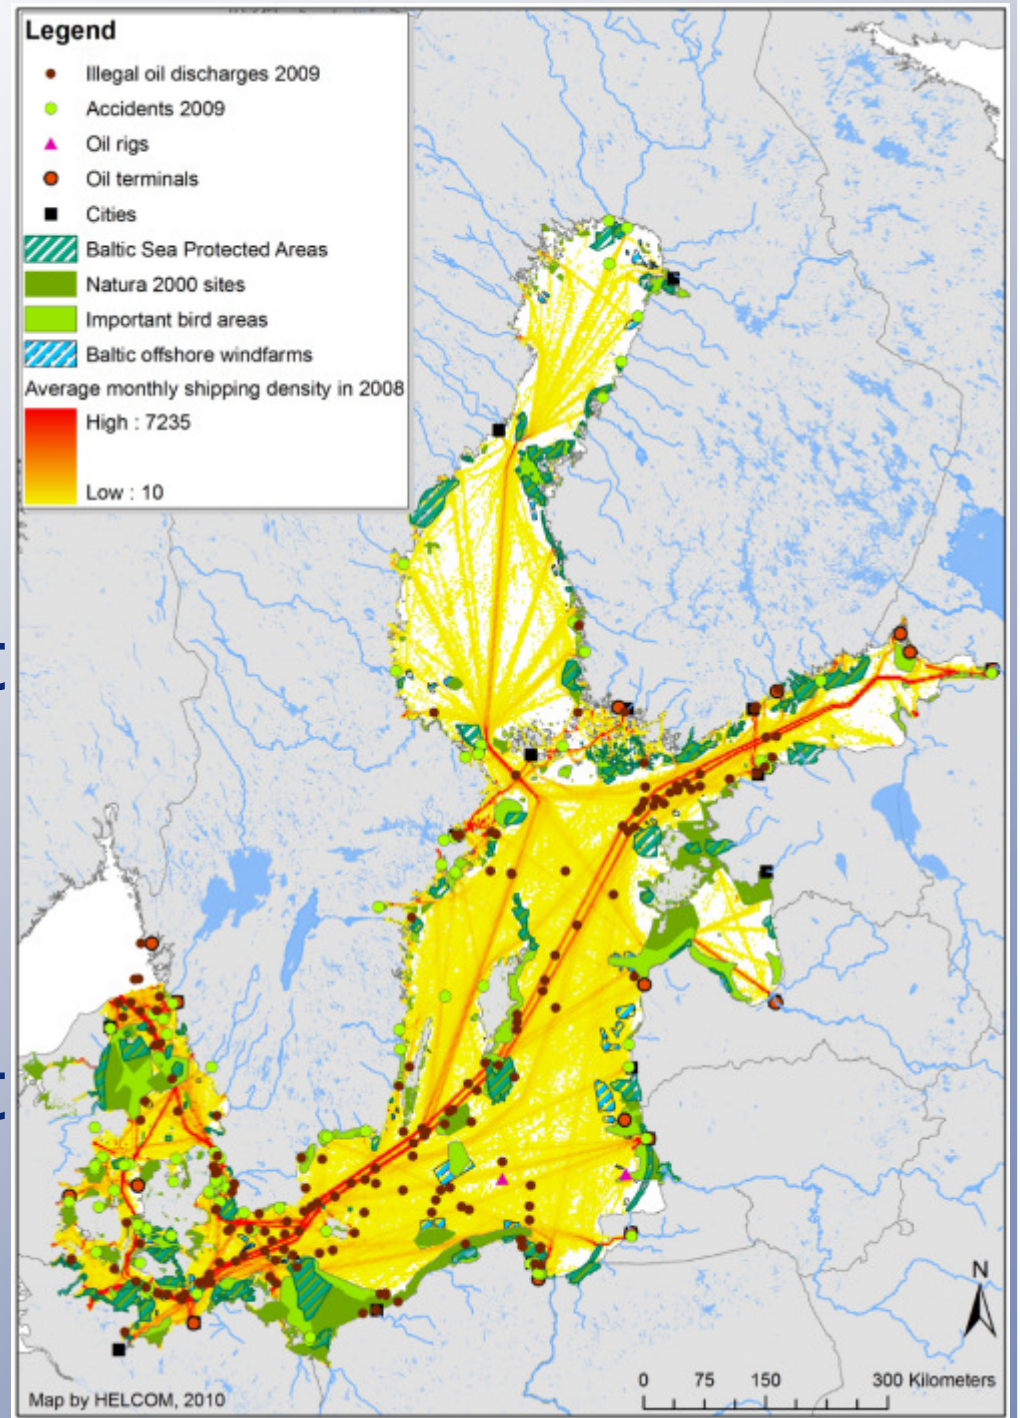 Legend
Illegal oil discharges 2009
Accidents 2009
Oil rigs
Oil terminals
Cities
Baltic Sea Protected Areas
Natura 2000 sites
Important bird areas
Baltic offshore windfarms
Average monthly shipping density in 2008
High : 7235
Low : 10
t
t
N
0 75 150 300 Kilometers
Map by HELCOM, 2010